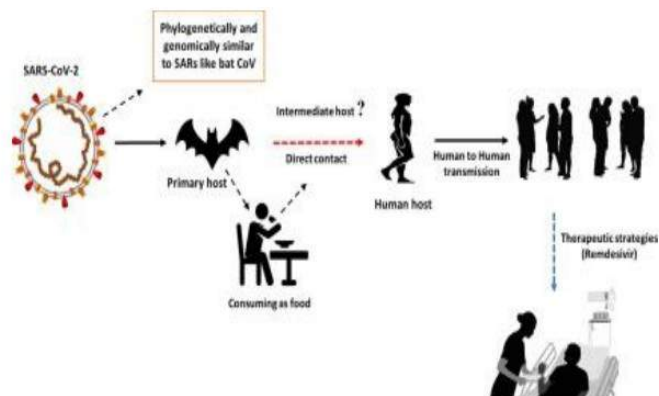 Phylogenetically and
genomically similar
to SARs like bat CoV
SARS-CoV-2
Intermediate host ?
Direct contact
Primary host
Human host
Human to Human
transmission
Consuming as food
Therapeutic strategies
(Remdesivir)